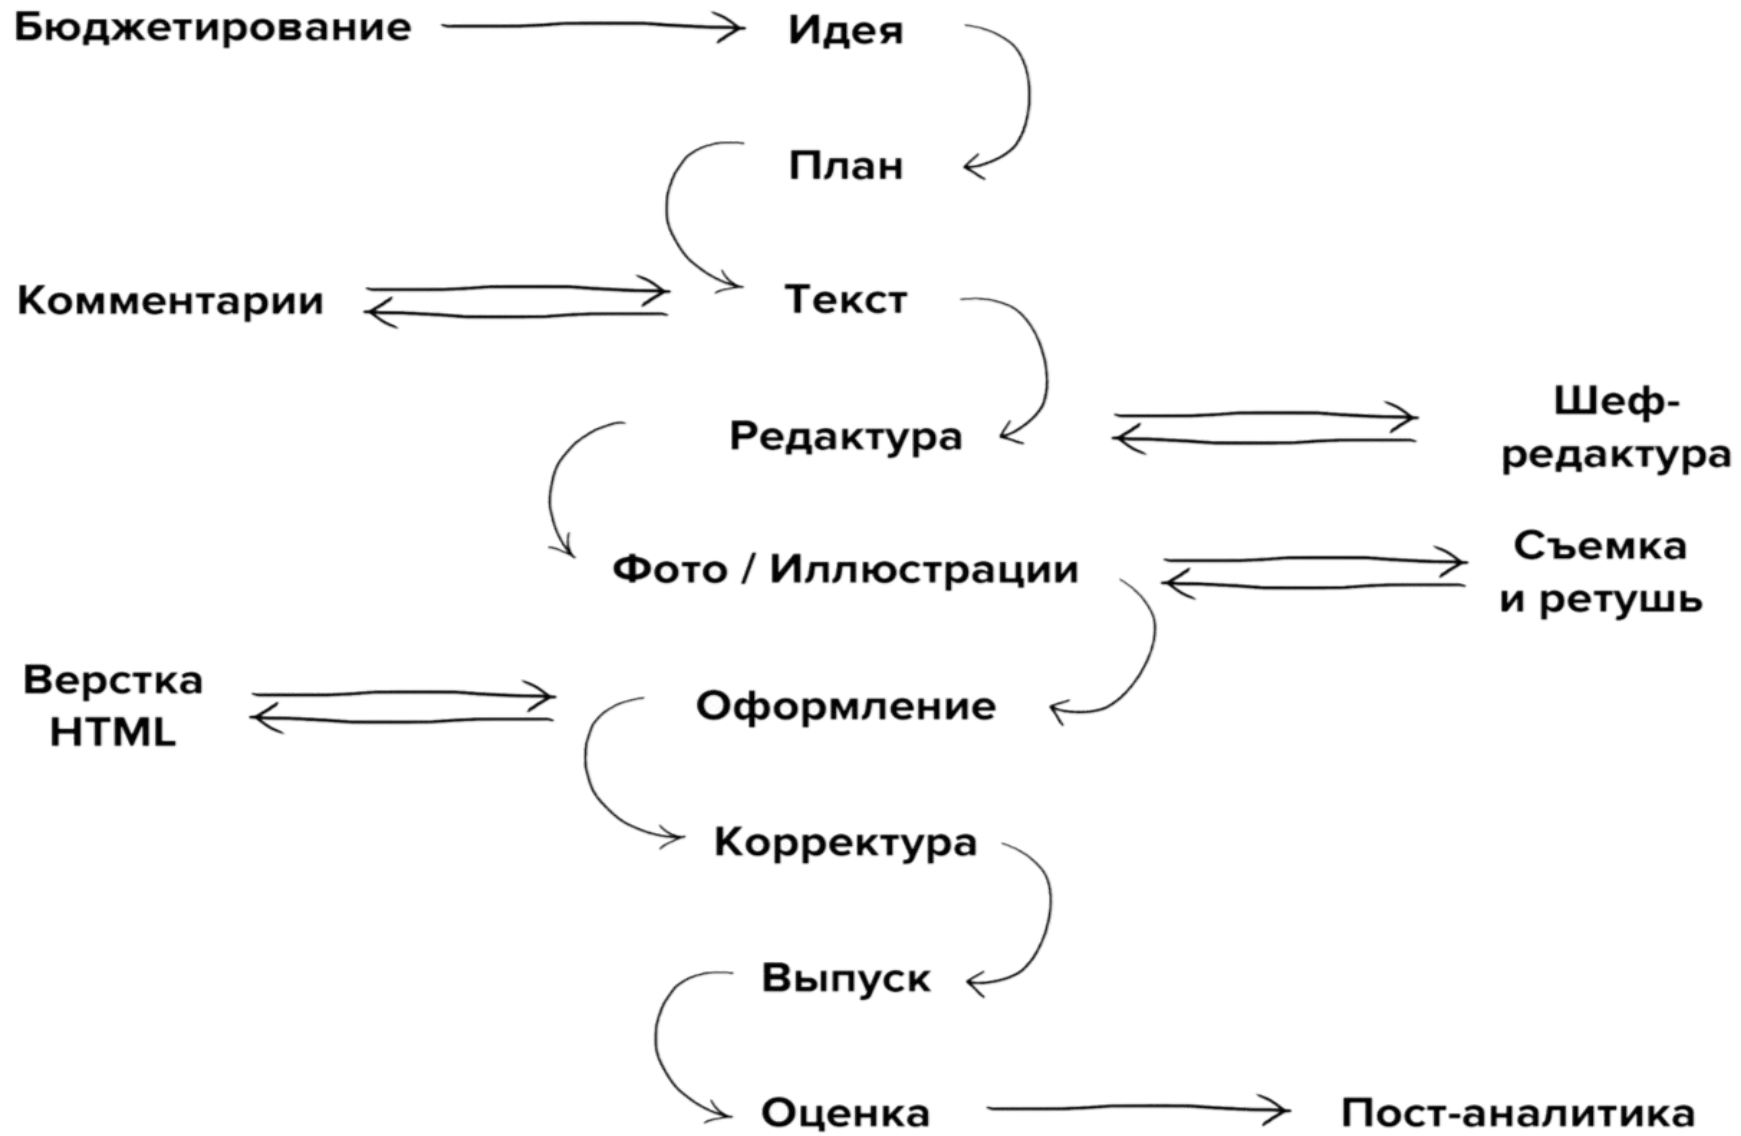 Бюджетирование
Идея
План
Комментарии
Текст
Шеф-
редактура
Редактура
Съемка
и ретушь
Фото / Иллюстрации
Верстка
HTML
Оформление
Корректура
Выпуск
Оценка
Пост-аналитика